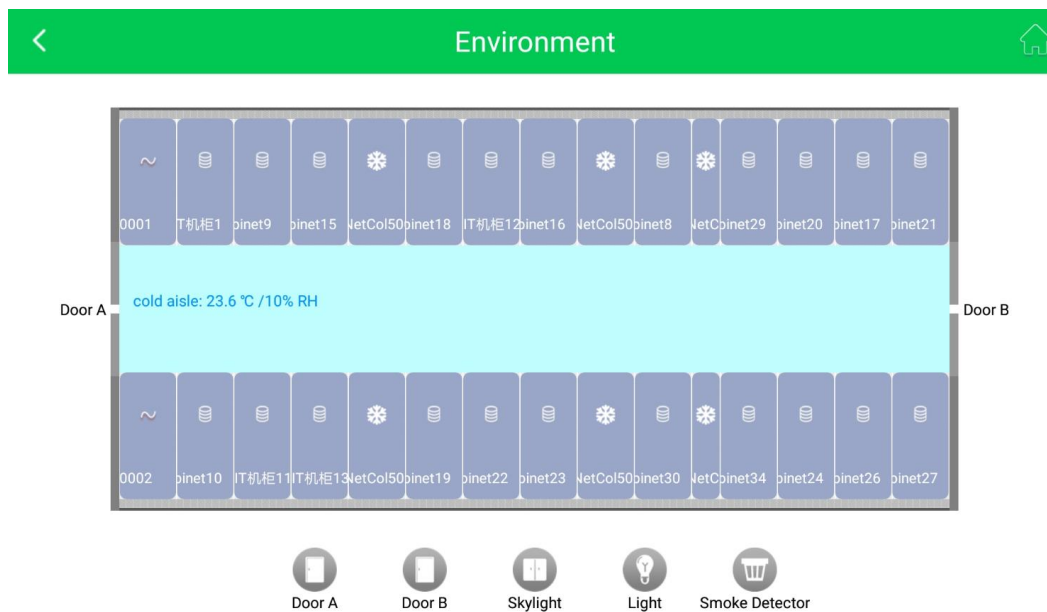 Environment
0001 T机柜1 binet9 binet15 NetCol50 binet18 IT机柜12 binet16 NetCol50 binet8 NetC binet29 binet20 binet17 binet21
Door A
cold aisle: 23.6 ℃ /10% RH
Door B
0002 binet10 IT机柜11 IT机柜13 NetCol50 binet19 binet22 binet23 NetCol50 binet30 NetC binet34 binet24 binet26 binet27
Door A Door B Skylight Light Smoke Detector